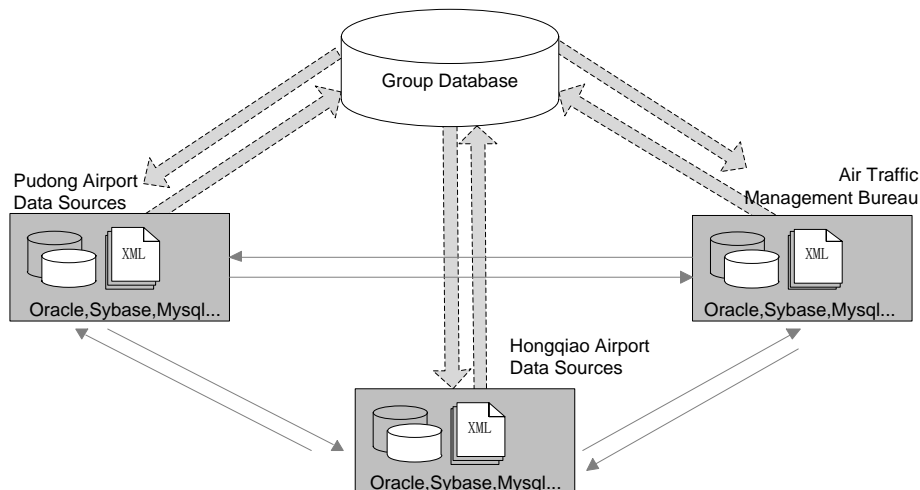 Group Database
Pudong Airport
Data Sources
Air Traffic
Management Bureau
XML
Oracle,Sybase,Mysql...
XML
Oracle,Sybase,Mysql...
Hongqiao Airport
Data Sources
XML
Oracle,Sybase,Mysql...